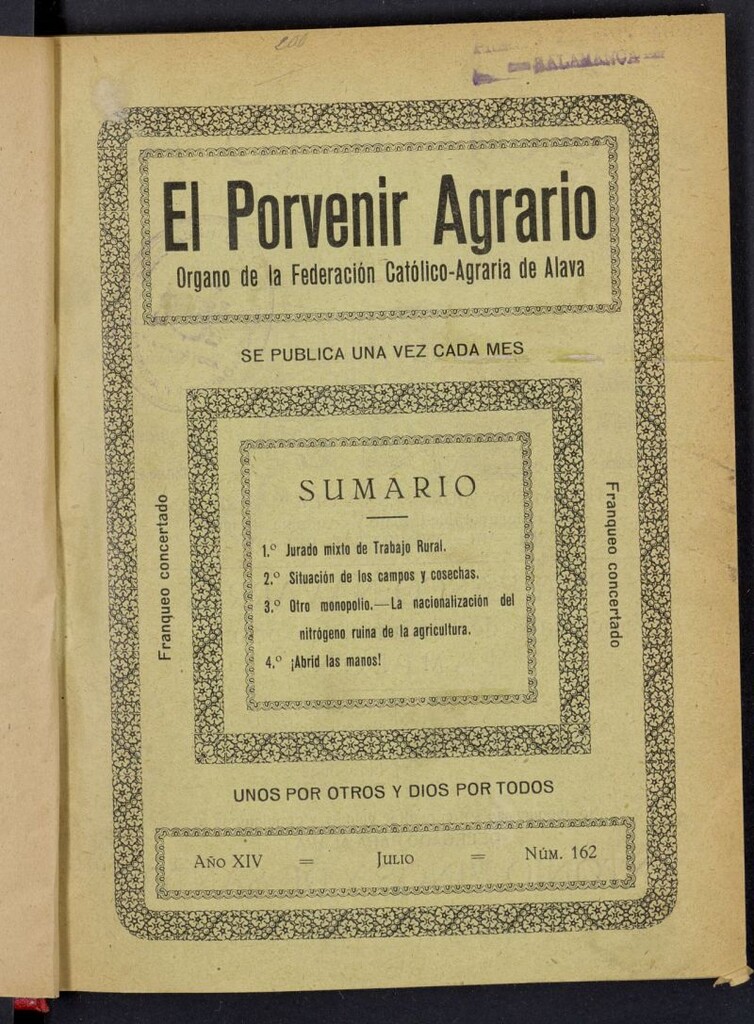 SALAMANCA
El Porvenir Agrario
Organo de la Federación Católico-Agraria de Alava
SE PUBLICA UNA VEZ CADA MES
Franqueo concertado
SUMARIO
1.º Jurado mixto de Trabajo Rural.
2.º Situación de los campos y cosechas.
3.º Otro monopolio.—La nacionalización del
nitrógeno ruina de la agricultura.
4.º ¡Abrid las manos!
Franqueo concertado
UNOS POR OTROS Y DIOS POR TODOS
Año XIV = Julio = Núm. 162